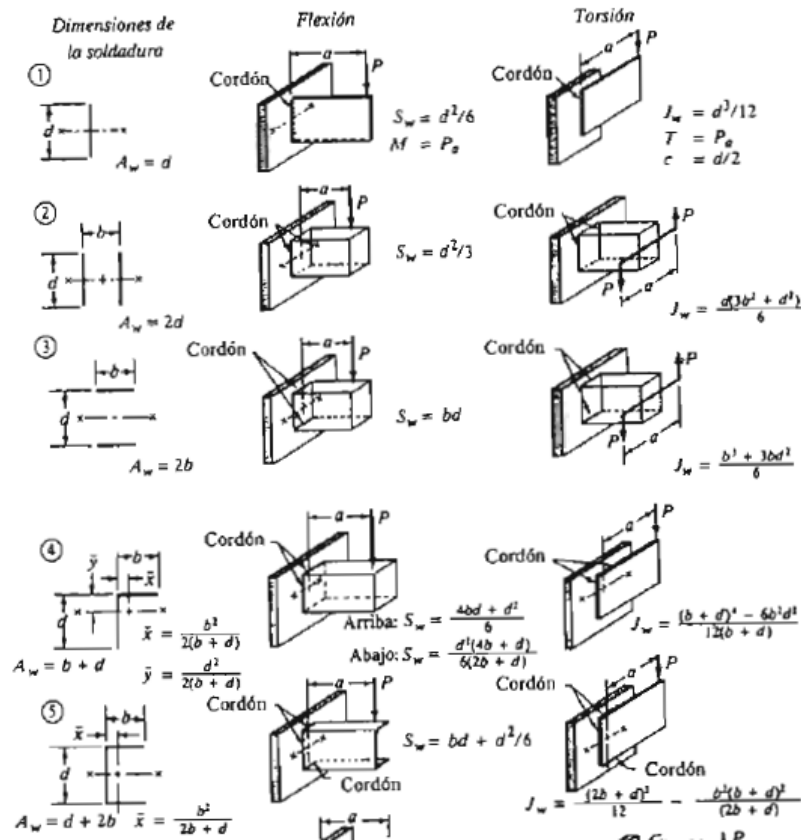 Dimensiones de
la soldadura
Flexión
Torsión
①
d
A_w = d
Cordón
a
P
S_w = d²/6
M = P_a
Cordón
a
P
J_w = d³/12
T = P_a
c = d/2
②
b
d
A_w = 2d
Cordón
a
P
S_w = d²/3
Cordón
P
P
a
J_w = d(3b² + d²)/6
③
b
d
A_w = 2b
Cordón
a
P
S_w = bd
Cordón
P
P
a
J_w = b³ + 3bd²/6
④
b
ȳ
x̄
d
A_w = b + d
x̄ = b²/2(b + d)
ȳ = d²/2(b + d)
Cordón
a
P
Arriba: S_w = 4bd + d²/6
Abajo: S_w = d²(4b + d)/6(2b + d)
Cordón
a
P
J_w = (b + d)⁴ − 6b²d²/12(b + d)
⑤
b
x̄
d
A_w = d + 2b
x̄ = b²/2b + d
Cordón
a
P
Cordón
S_w = bd + d²/6
Cordón
a
P
Cordón
J_w = (2b + d)³/12 − b²(b + d)²/(2b + d)
a